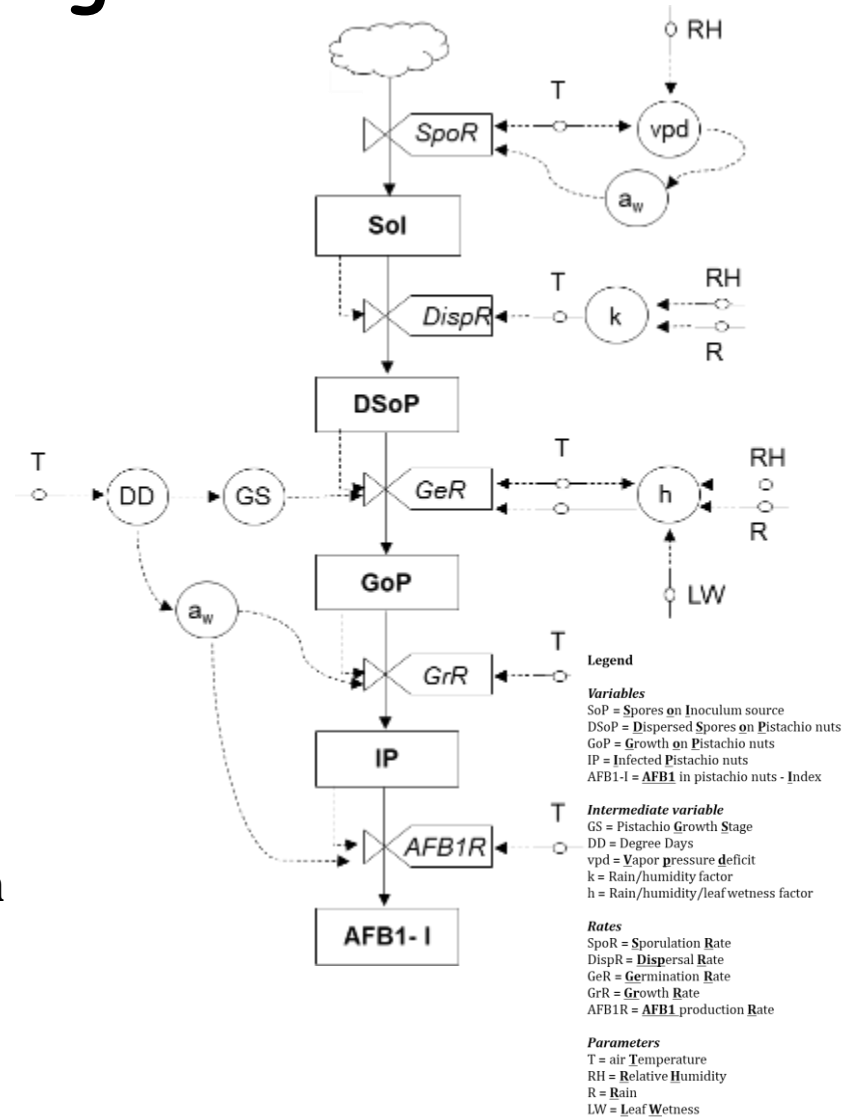 g
RH
T
SpoR
vpd
aw
SoI
T
RH
DispR
k
R
DSoP
T
T
RH
DD
GS
GeR
h
R
GoP
LW
aw
T
GrR
IP
T
AFB1R
n
AFB1- I
Legend
Variables
SoP = Spores on Inoculum source
DSoP = Dispersed Spores on Pistachio nuts
GoP = Growth on Pistachio nuts
IP = Infected Pistachio nuts
AFB1-I = AFB1 in pistachio nuts - Index
Intermediate variable
GS = Pistachio Growth Stage
DD = Degree Days
vpd = Vapor pressure deficit
k = Rain/humidity factor
h = Rain/humidity/leaf wetness factor
Rates
SpoR = Sporulation Rate
DispR = Dispersal Rate
GeR = Germination Rate
GrR = Growth Rate
AFB1R = AFB1 production Rate
Parameters
T = air Temperature
RH = Relative Humidity
R = Rain
LW = Leaf Wetness